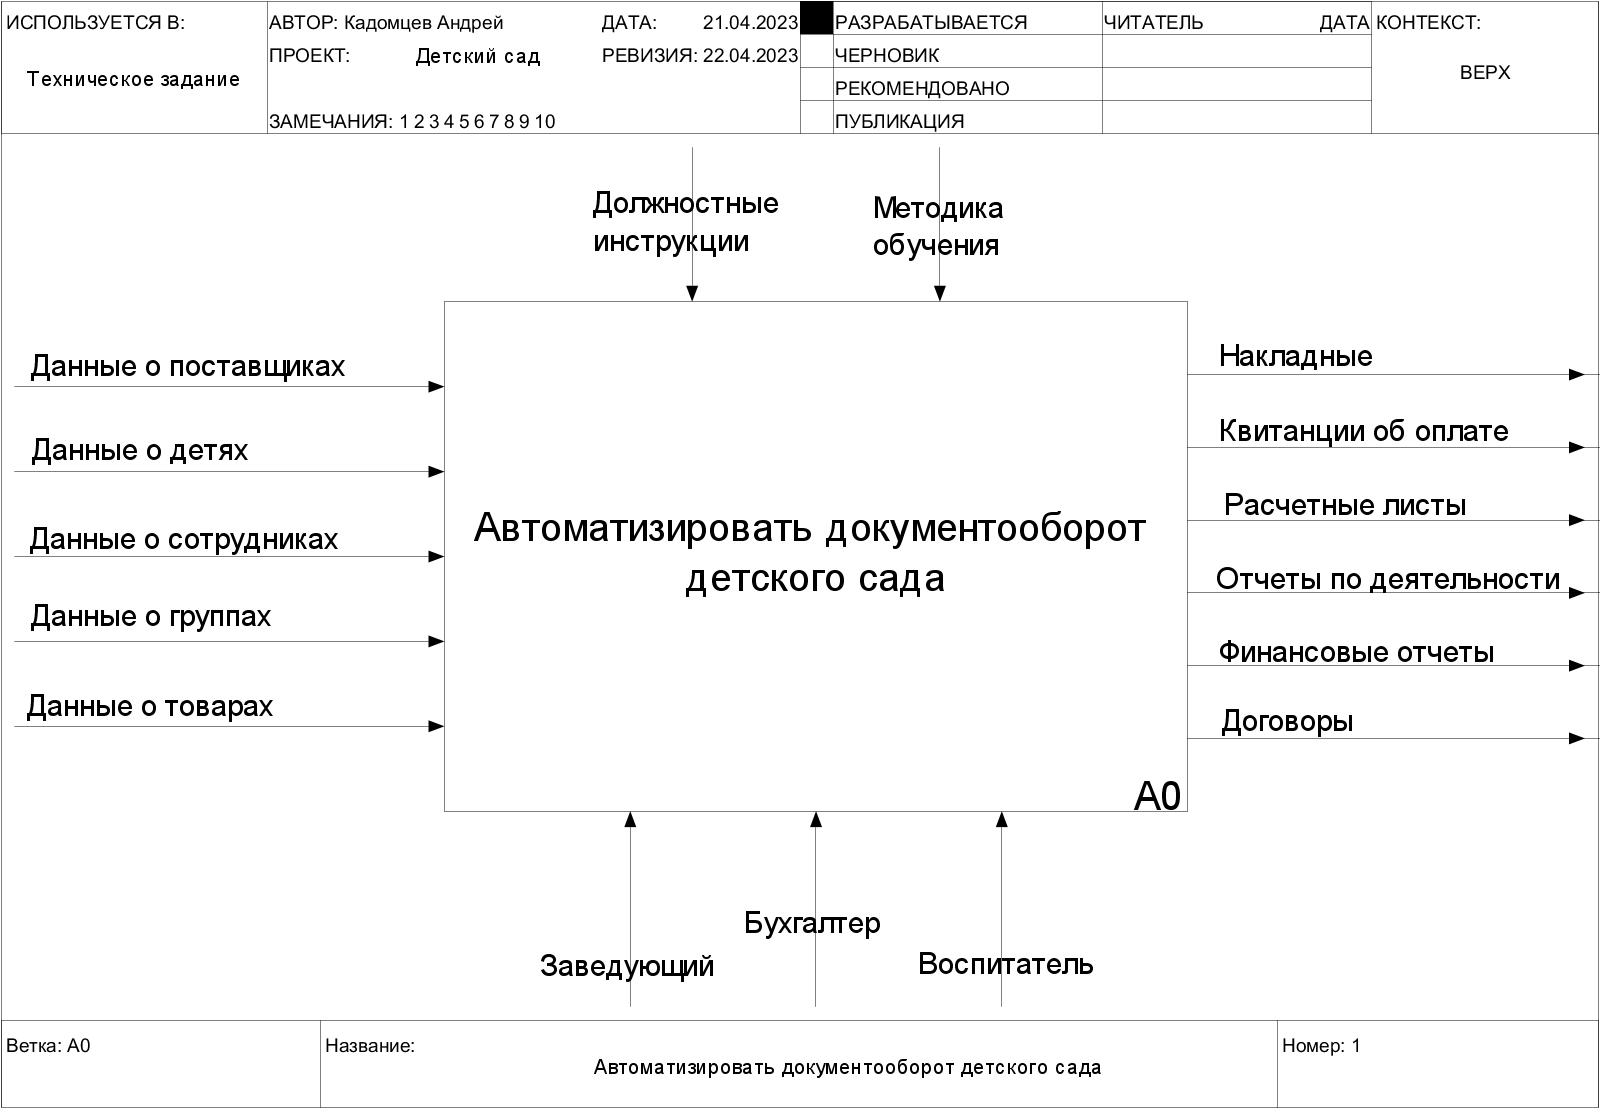 ИСПОЛЬЗУЕТСЯ В:
Техническое задание
АВТОР: Кадомцев Андрей
ДАТА: 21.04.2023
ПРОЕКТ: Детский сад
РЕВИЗИЯ: 22.04.2023
ЗАМЕЧАНИЯ: 1 2 3 4 5 6 7 8 9 10
РАЗРАБАТЫВАЕТСЯ
ЧЕРНОВИК
РЕКОМЕНДОВАНО
ПУБЛИКАЦИЯ
ЧИТАТЕЛЬ
ДАТА
КОНТЕКСТ:
ВЕРХ
Должностные
инструкции
Методика
обучения
Данные о поставщиках
Данные о детях
Данные о сотрудниках
Данные о группах
Данные о товарах
Автоматизировать документооборот
детского сада
A0
Накладные
Квитанции об оплате
Расчетные листы
Отчеты по деятельности
Финансовые отчеты
Договоры
Заведующий
Бухгалтер
Воспитатель
Ветка: A0
Название:
Автоматизировать документооборот детского сада
Номер: 1